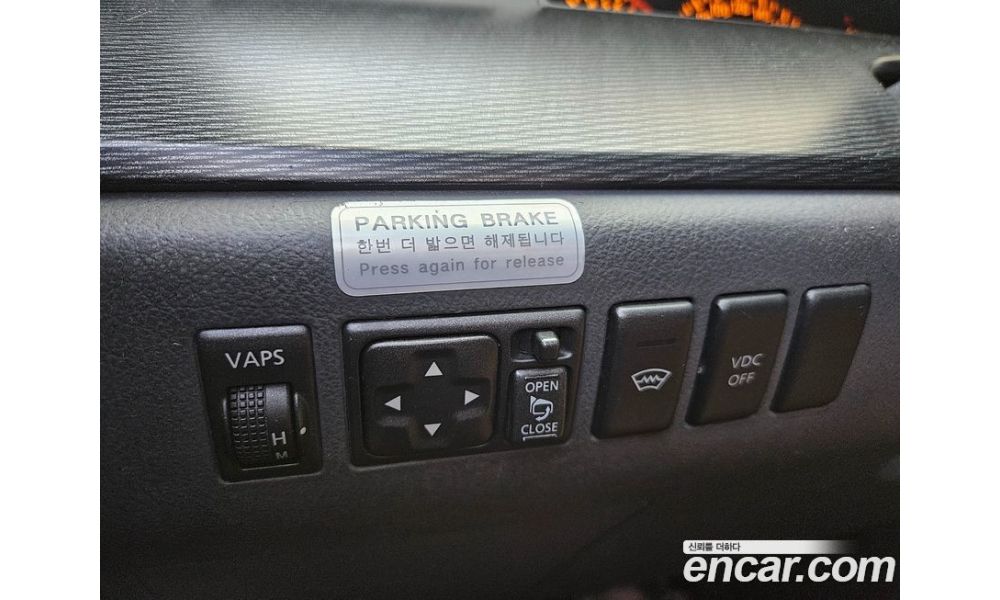 PARKING BRAKE
한번 더 밟으면 해제됩니다
Press again for release
VAPS
H
M
OPEN
CLOSE
VDC
OFF
신뢰를 더하다
encar.com